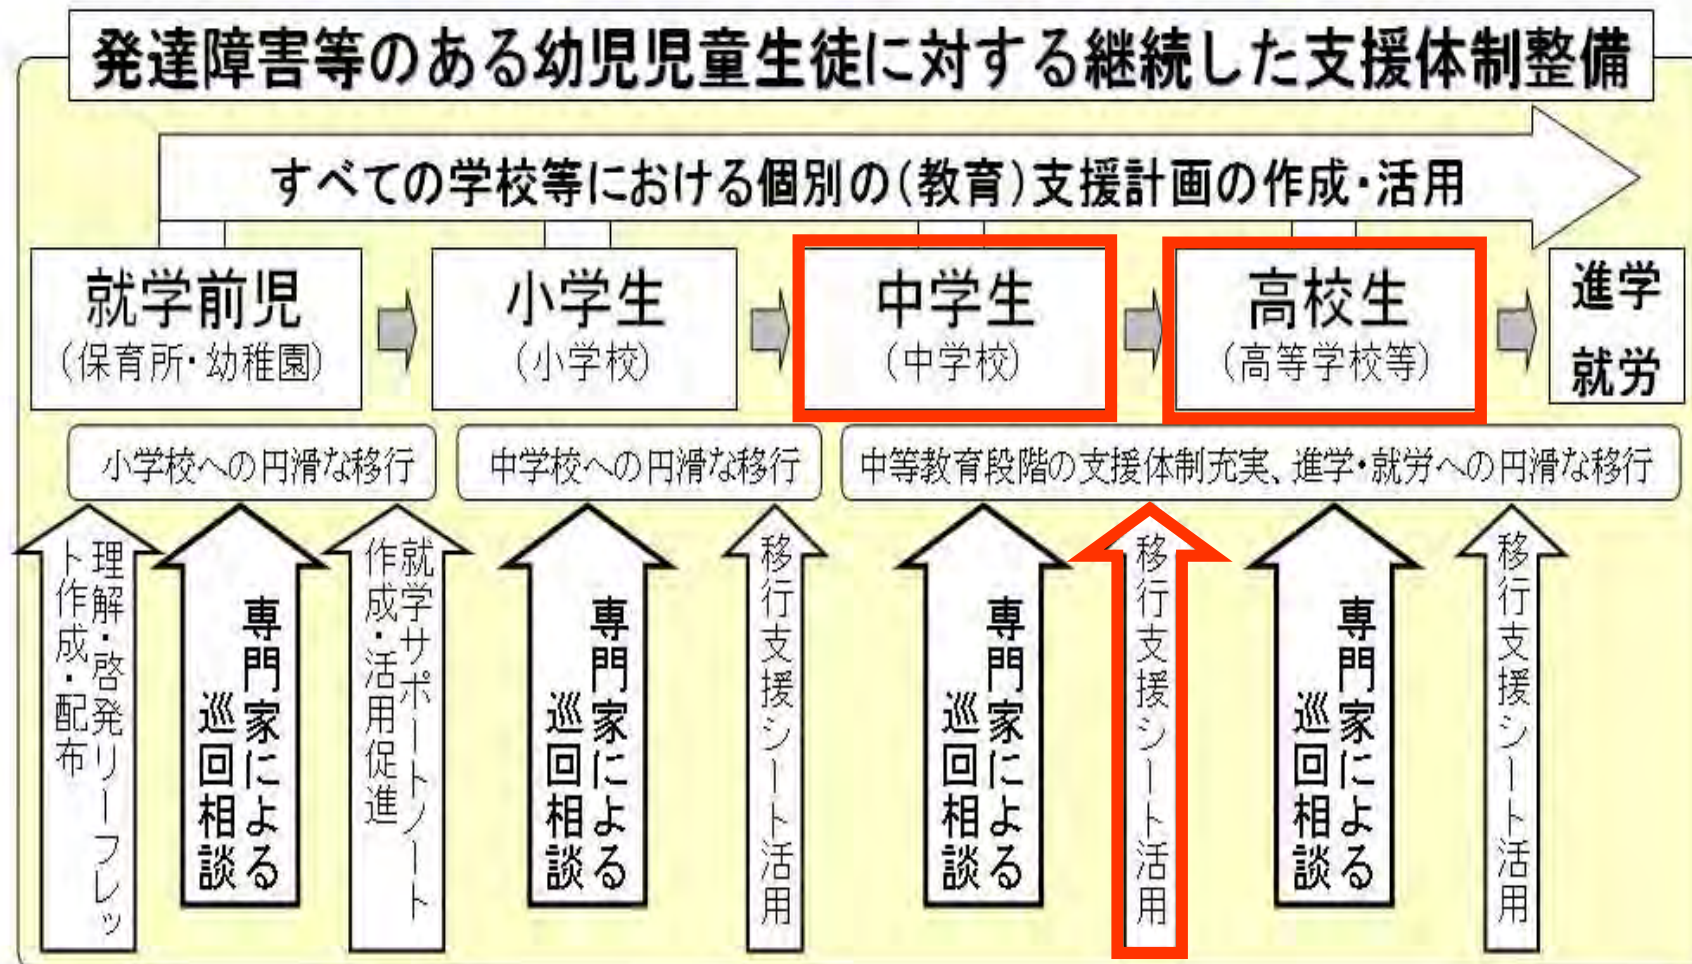 発達障害等のある幼児児童生徒に対する継続した支援体制整備
すべての学校等における個別の(教育)支援計画の作成・活用
就学前児
(保育所・幼稚園)
小学生
(小学校)
中学生
(中学校)
高校生
(高等学校等)
進学
就労
小学校への円滑な移行
中学校への円滑な移行
中等教育段階の支援体制充実、進学・就労への円滑な移行
理解・啓発リーフレッ
ト作成・配布
専門家による
巡回相談
就学サポートノート
作成・活用促進
専門家による
巡回相談
移行支援シート活用
専門家による
巡回相談
移行支援シート活用
専門家による
巡回相談
移行支援シート活用